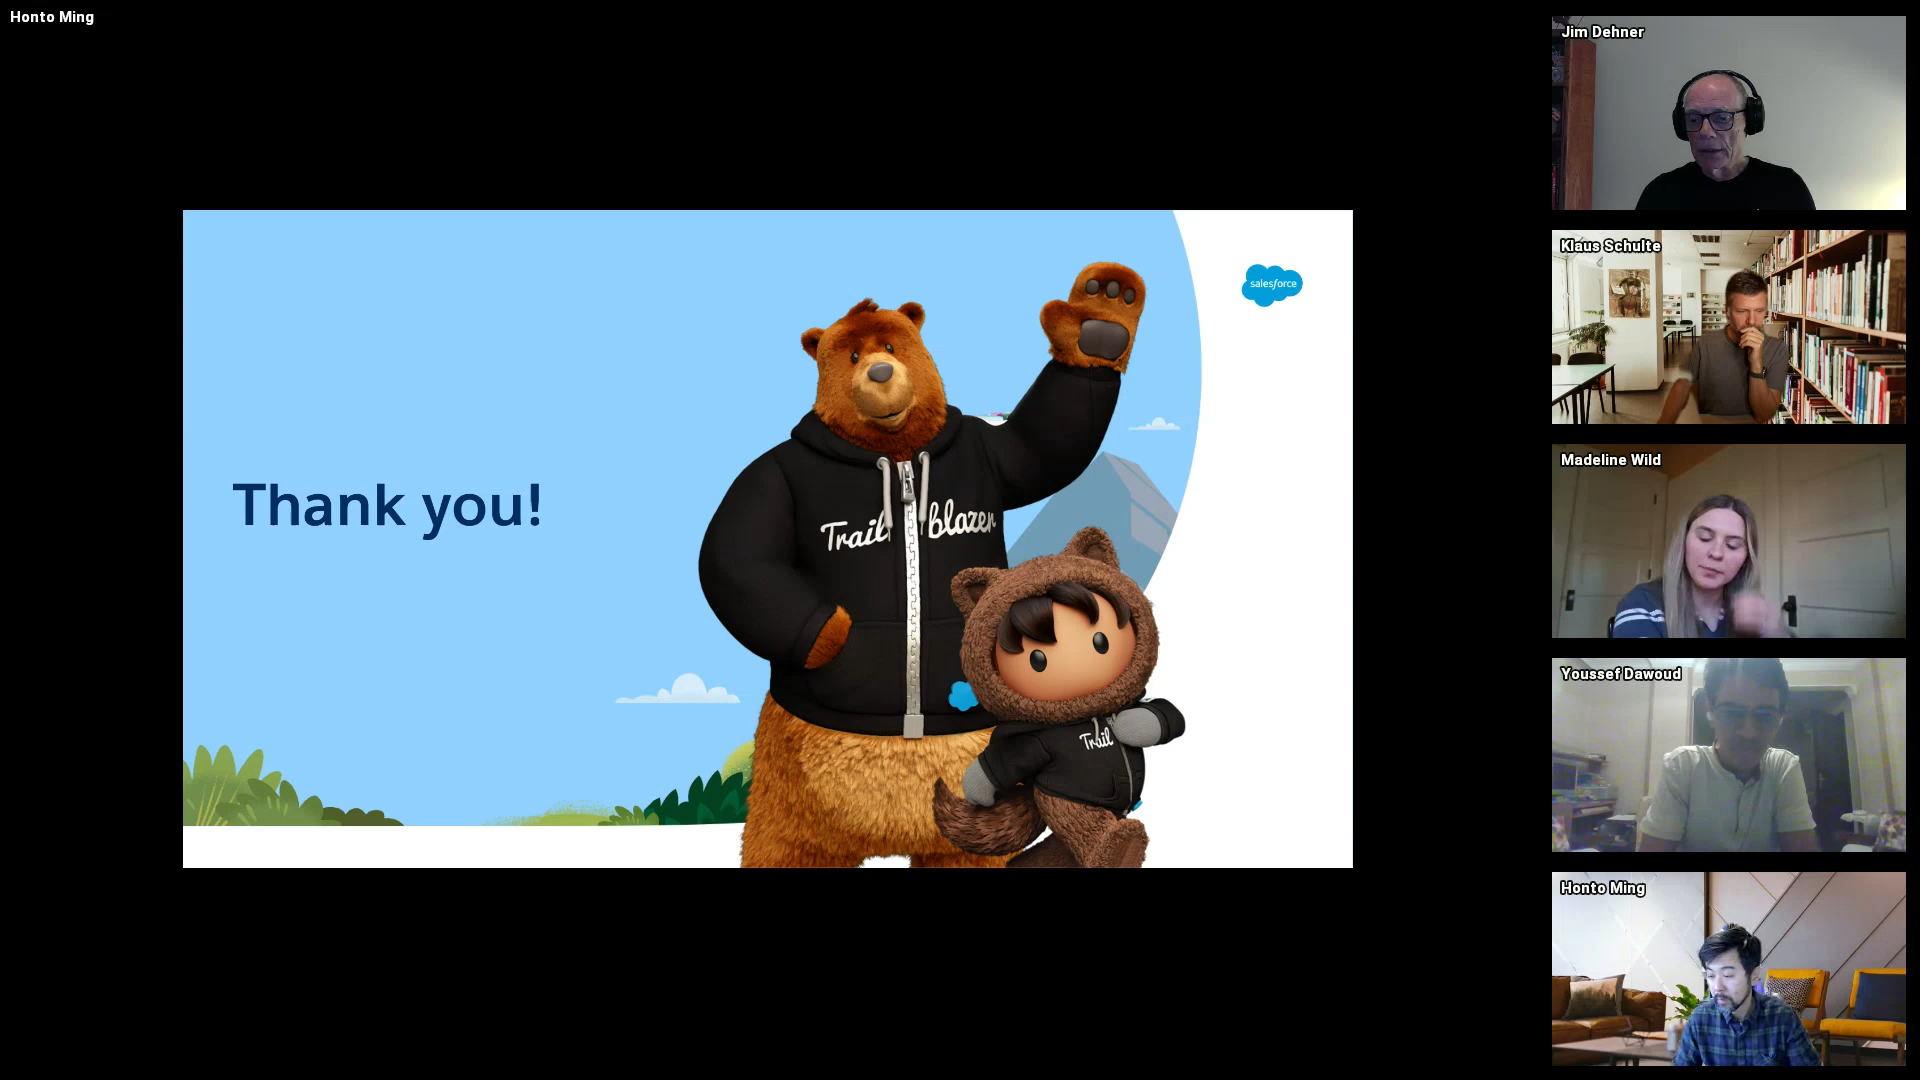 Honto Ming
Thank you!
salesforce
Trail blazer
Trail
Jim Dehner
Klaus Schulte
Madeline Wild
Youssef Dawoud
Honto Ming